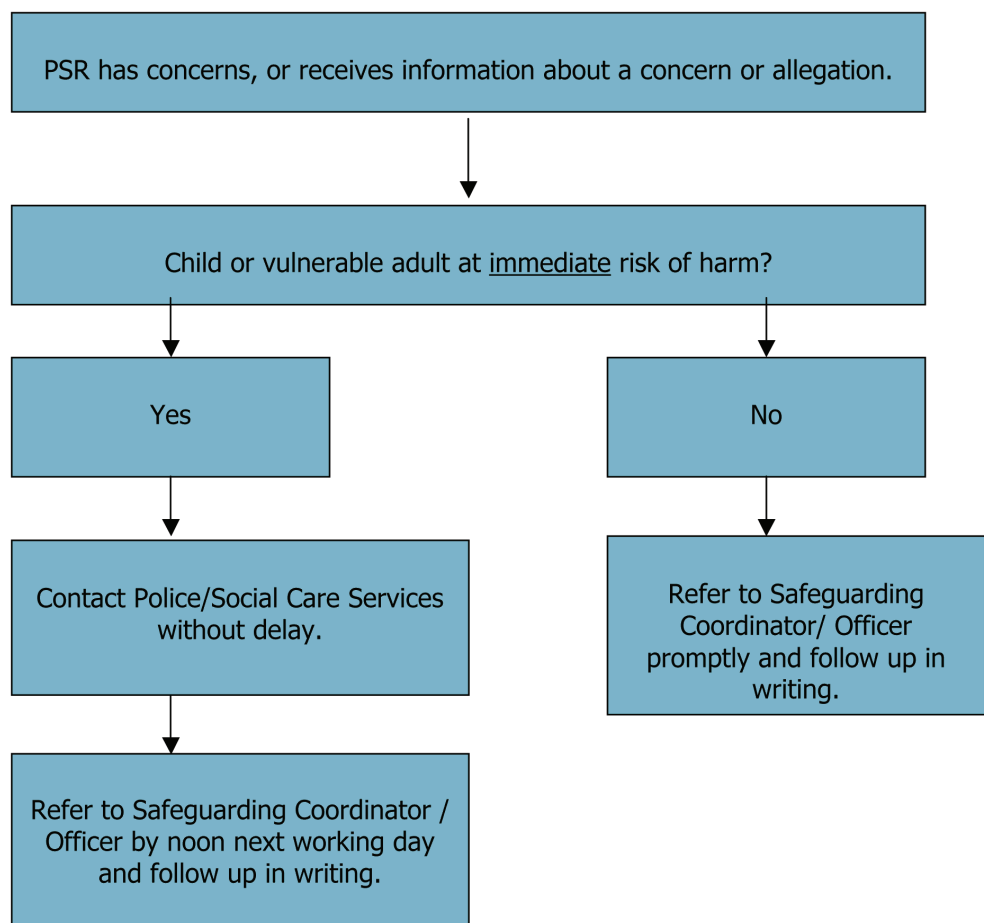 PSR has concerns, or receives information about a concern or allegation.
Child or vulnerable adult at immediate risk of harm?
Yes
No
Contact Police/Social Care Services
without delay.
Refer to Safeguarding
Coordinator/ Officer
promptly and follow up in
writing.
Refer to Safeguarding Coordinator /
Officer by noon next working day
and follow up in writing.